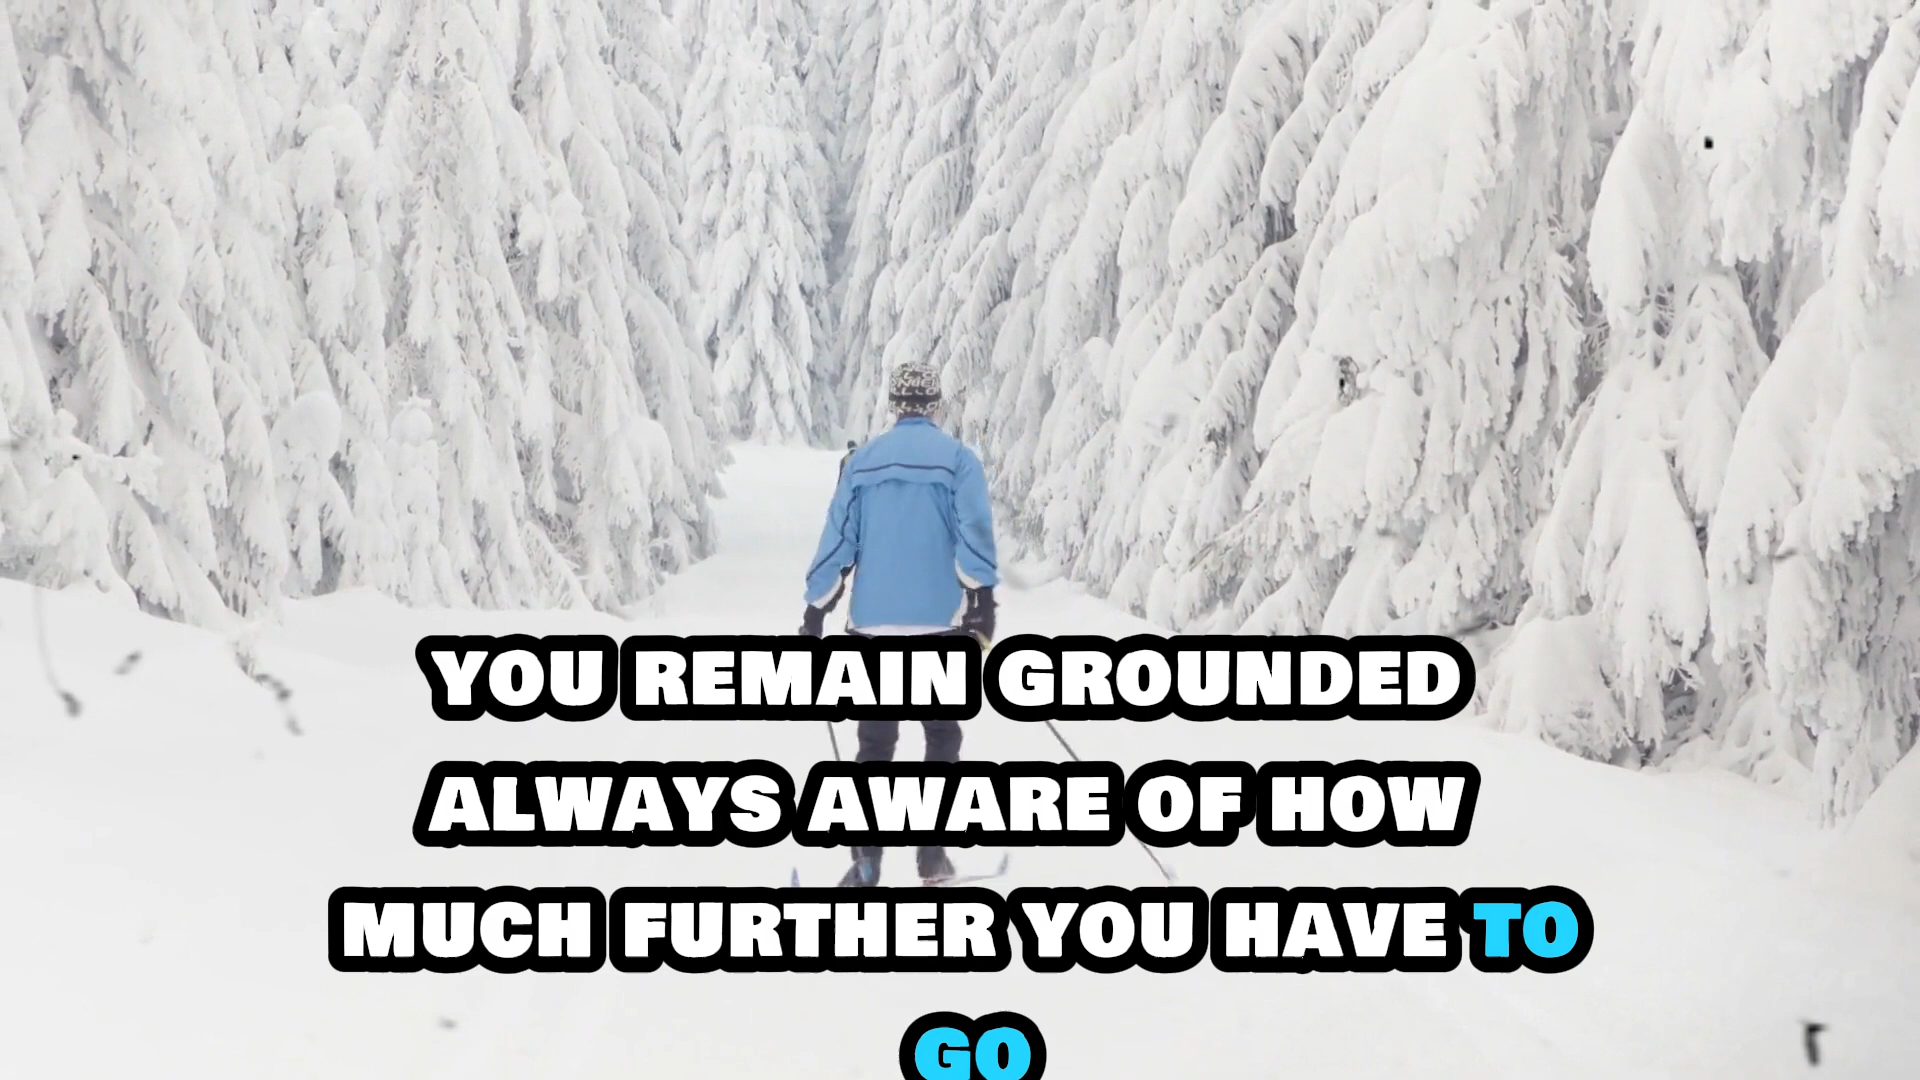 YOU REMAIN GROUNDED
ALWAYS AWARE OF HOW
MUCH FURTHER YOU HAVE TO
GO